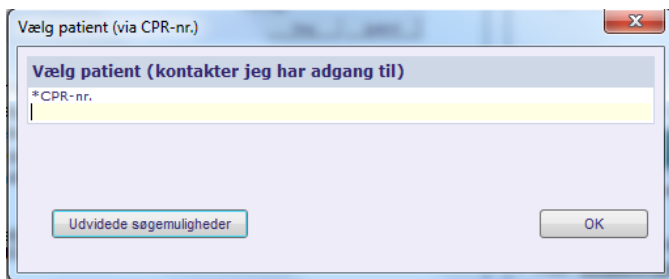 Vælg patient (via CPR-nr.)
Vælg patient (kontakter jeg har adgang til)
*CPR-nr.
Udvidede søgemuligheder
OK